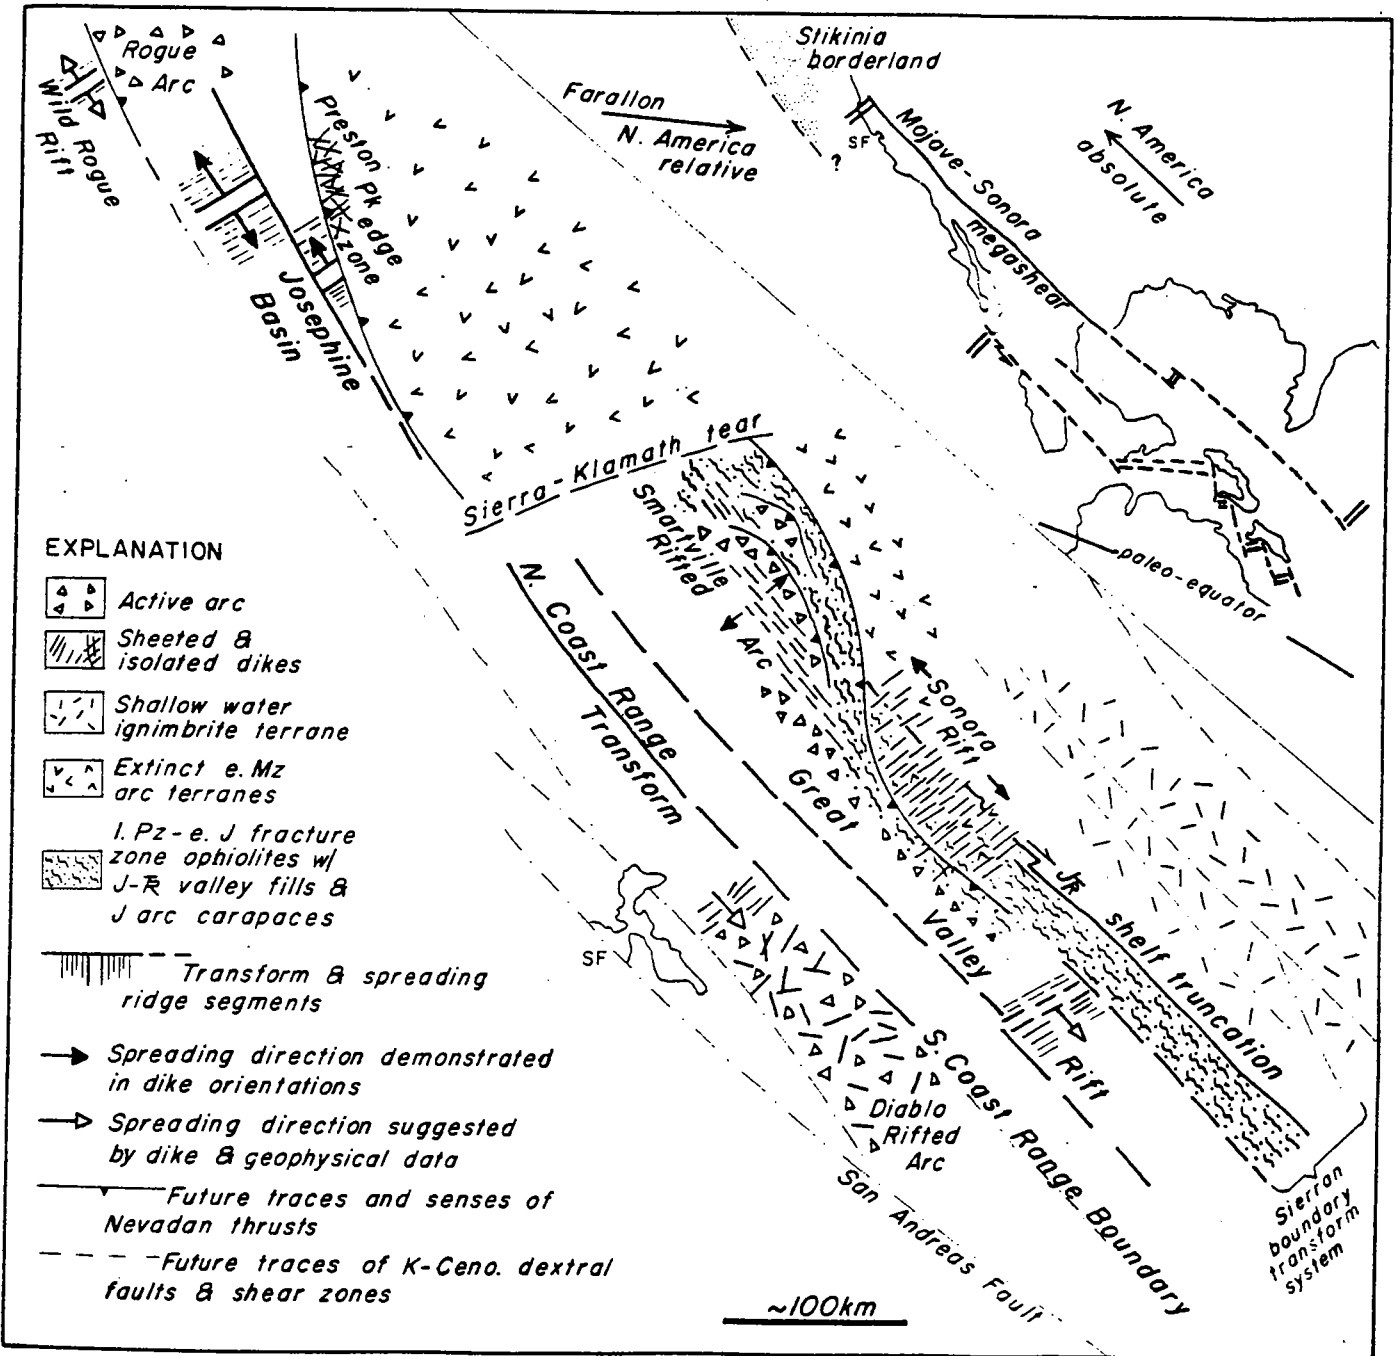 Rogue
Arc
Wild Rogue
Rift
Preston Pk edge
zone
Josephine
Basin
Farallon
N. America
relative
Stikinia
borderland
?
SF
Mojave-Sonora
megashear
N. America
absolute
paleo-equator
Sierra-Klamath tear
Smartville
Rifted
Arc
N. Coast Range
Transform
Sonora
Rift
Great
Valley
Rift
JTR
shelf truncation
SF
S. Coast Range Boundary
Diablo
Rifted
Arc
San Andreas Fault
Sierran
boundary
transform
system
~100km
EXPLANATION
Active arc
Sheeted &
isolated dikes
Shallow water
ignimbrite terrane
Extinct e. Mz
arc terranes
l. Pz-e. J fracture
zone ophiolites w/
J-TR valley fills &
J arc carapaces
Transform & spreading
ridge segments
Spreading direction demonstrated
in dike orientations
Spreading direction suggested
by dike & geophysical data
Future traces and senses of
Nevadan thrusts
Future traces of K-Ceno. dextral
faults & shear zones